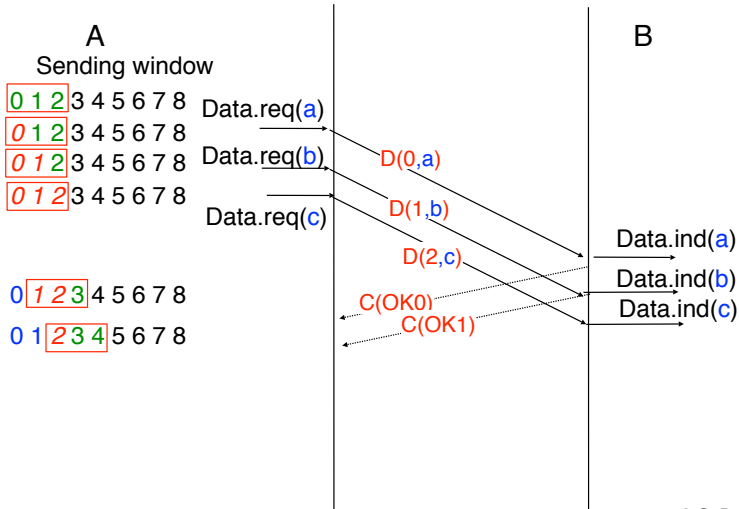 A
B
Sending window
0 1 2 3 4 5 6 7 8
Data.req(a)
0 1 2 3 4 5 6 7 8
Data.req(b)
D(0,a)
0 1 2 3 4 5 6 7 8
0 1 2 3 4 5 6 7 8
Data.req(c)
D(1,b)
D(2,c)
Data.ind(a)
Data.ind(b)
0 1 2 3 4 5 6 7 8
C(OK0)
Data.ind(c)
C(OK1)
0 1 2 3 4 5 6 7 8